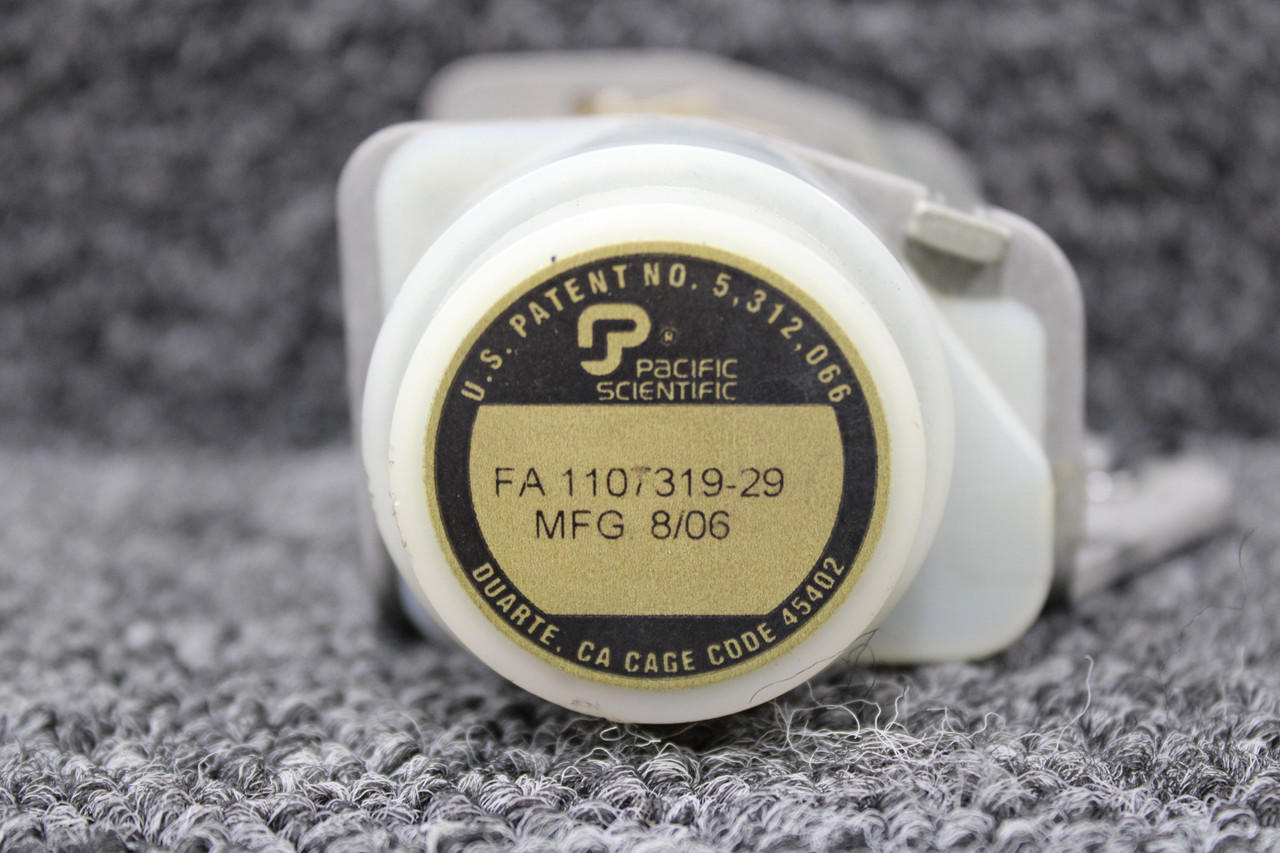 U.S. PATENT NO. 5,312,066
PACIFIC
SCIENTIFIC
FA 1107319-29
MFG 8/06
DUARTE, CA CAGE CODE 45402